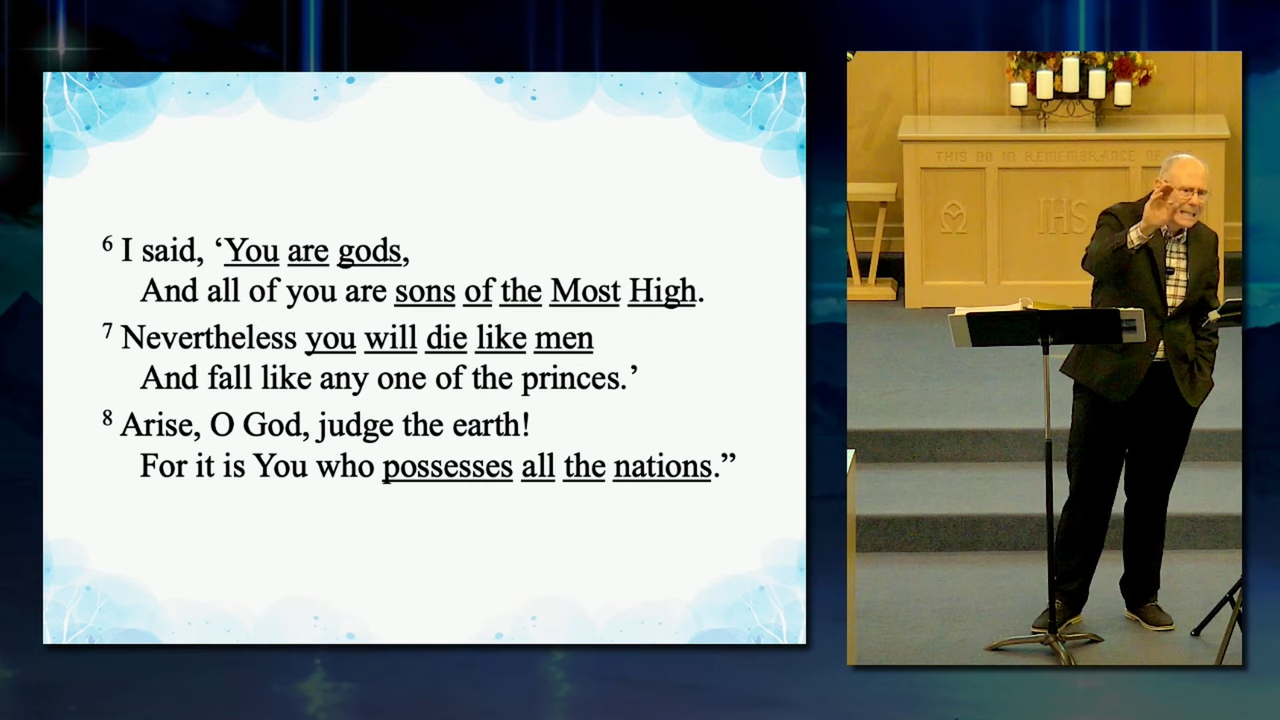 6 I said, ‘You are gods,
And all of you are sons of the Most High.
7 Nevertheless you will die like men
And fall like any one of the princes.’
8 Arise, O God, judge the earth!
For it is You who possesses all the nations.”
THIS DO IN REMEMBRANCE OF
IHS